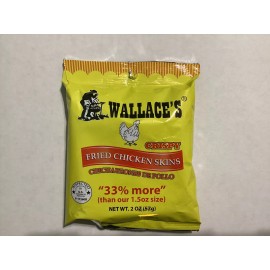 WALLACE'S
CRISPY
FRIED CHICKEN SKINS
CHICHARRONES DE POLLO
"33% more"
(than our 1.5oz size)
NET WT. 2 OZ (57g)